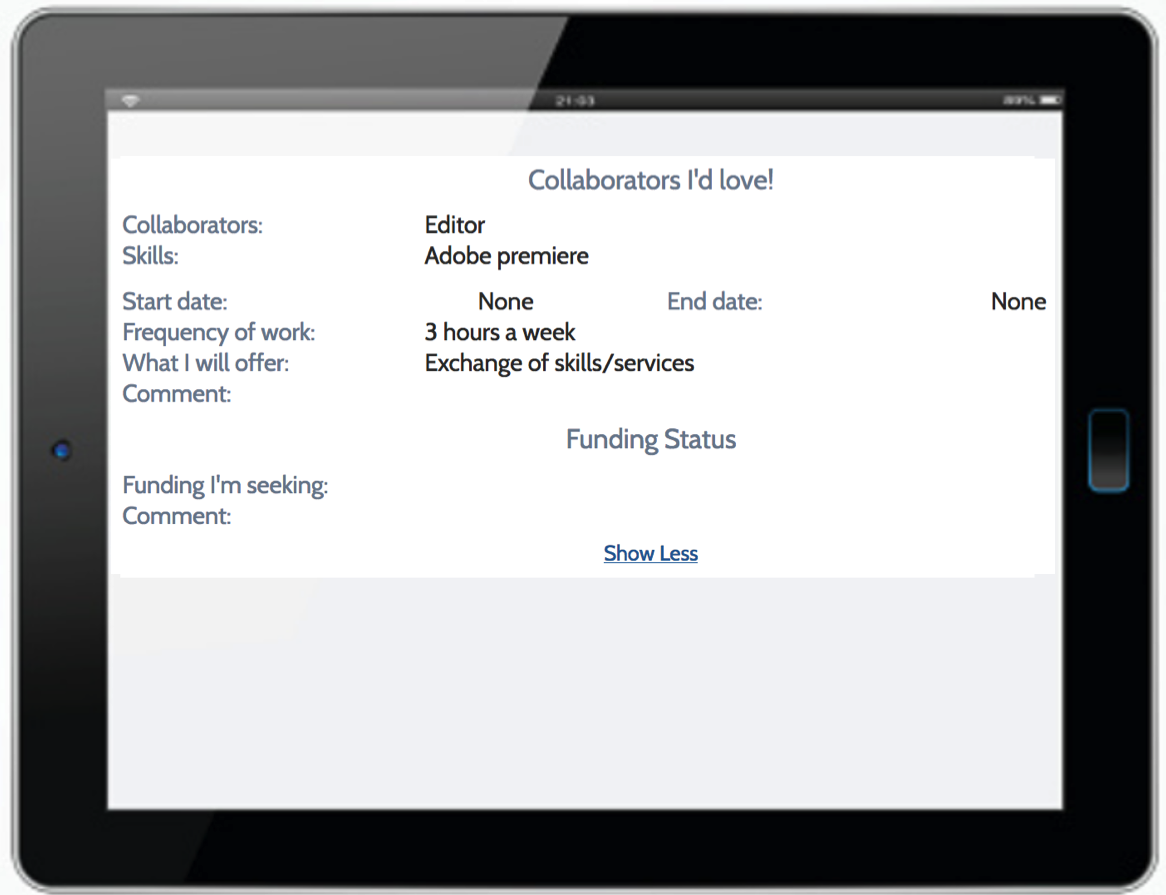 21:03
89%
Collaborators I'd love!
Collaborators: Editor
Skills: Adobe premiere
Start date: None End date: None
Frequency of work: 3 hours a week
What I will offer: Exchange of skills/services
Comment:
Funding Status
Funding I'm seeking:
Comment:
Show Less